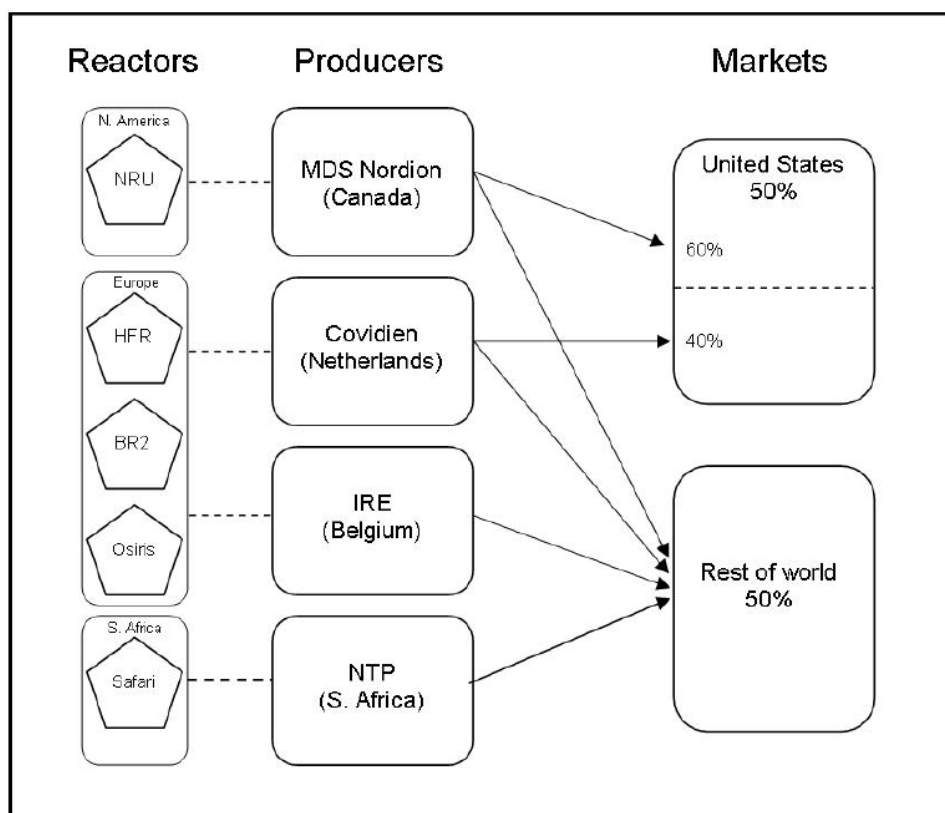 Reactors
Producers
Markets
N. America
NRU
MDS Nordion
(Canada)
United States
50%
60%
40%
Europe
HFR
Covidien
(Netherlands)
BR2
IRE
(Belgium)
Osiris
Rest of world
50%
S. Africa
Safari
NTP
(S. Africa)